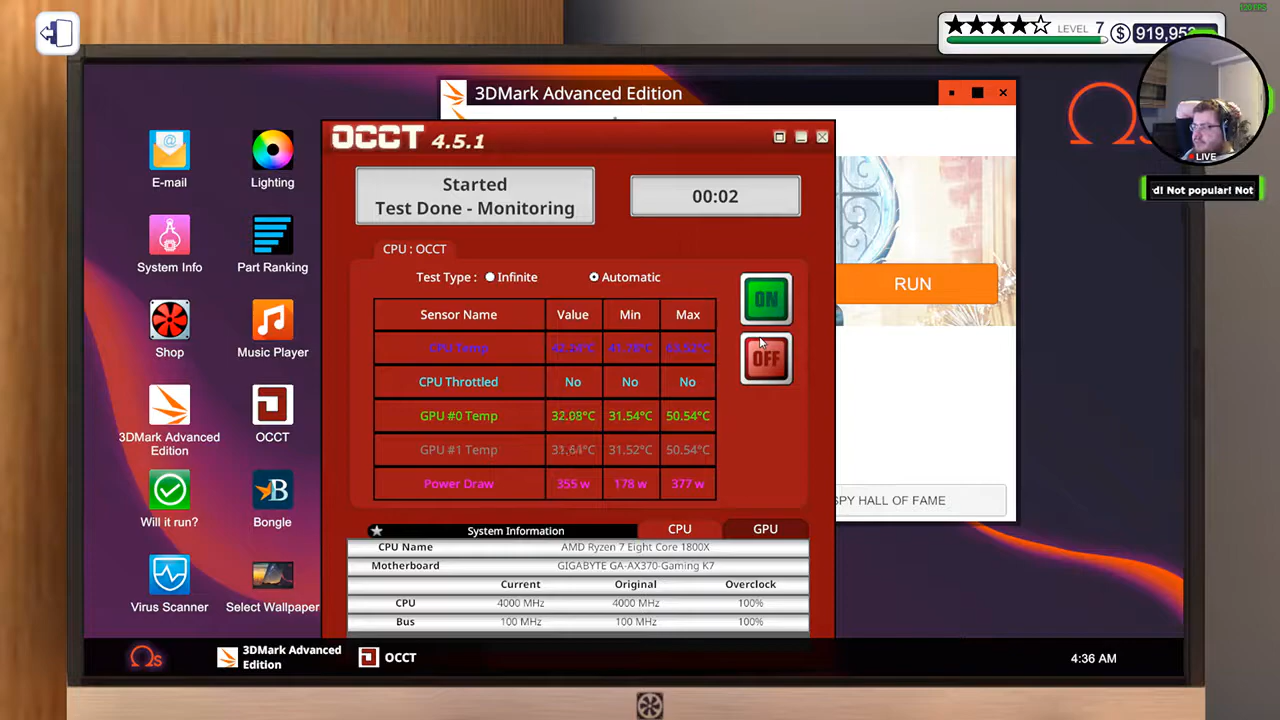 LEVEL 7
$ 919,95
LIVE
d! Not popular! Not
3DMark Advanced Edition
OCCT 4.5.1
Started
Test Done - Monitoring
00:02
CPU : OCCT
Test Type : Infinite Automatic
Sensor Name Value Min Max
CPU Temp
CPU Throttled No No No
GPU #0 Temp 32.08°C 31.54°C 50.54°C
GPU #1 Temp 31.52°C 50.54°C
Power Draw 355 w 178 w 377 w
ON
OFF
RUN
SPY HALL OF FAME
System Information CPU GPU
CPU Name AMD Ryzen 7 Eight Core 1800X
Motherboard GIGABYTE GA-AX370-Gaming K7
Current Original Overclock
CPU 4000 MHz 4000 MHz 100%
Bus 100 MHz 100 MHz 100%
E-mail
Lighting
System Info
Part Ranking
Shop
Music Player
3DMark Advanced
Edition
OCCT
Will it run?
Bongle
Virus Scanner
Select Wallpaper
Ωs
3DMark Advanced
Edition
OCCT
4:36 AM